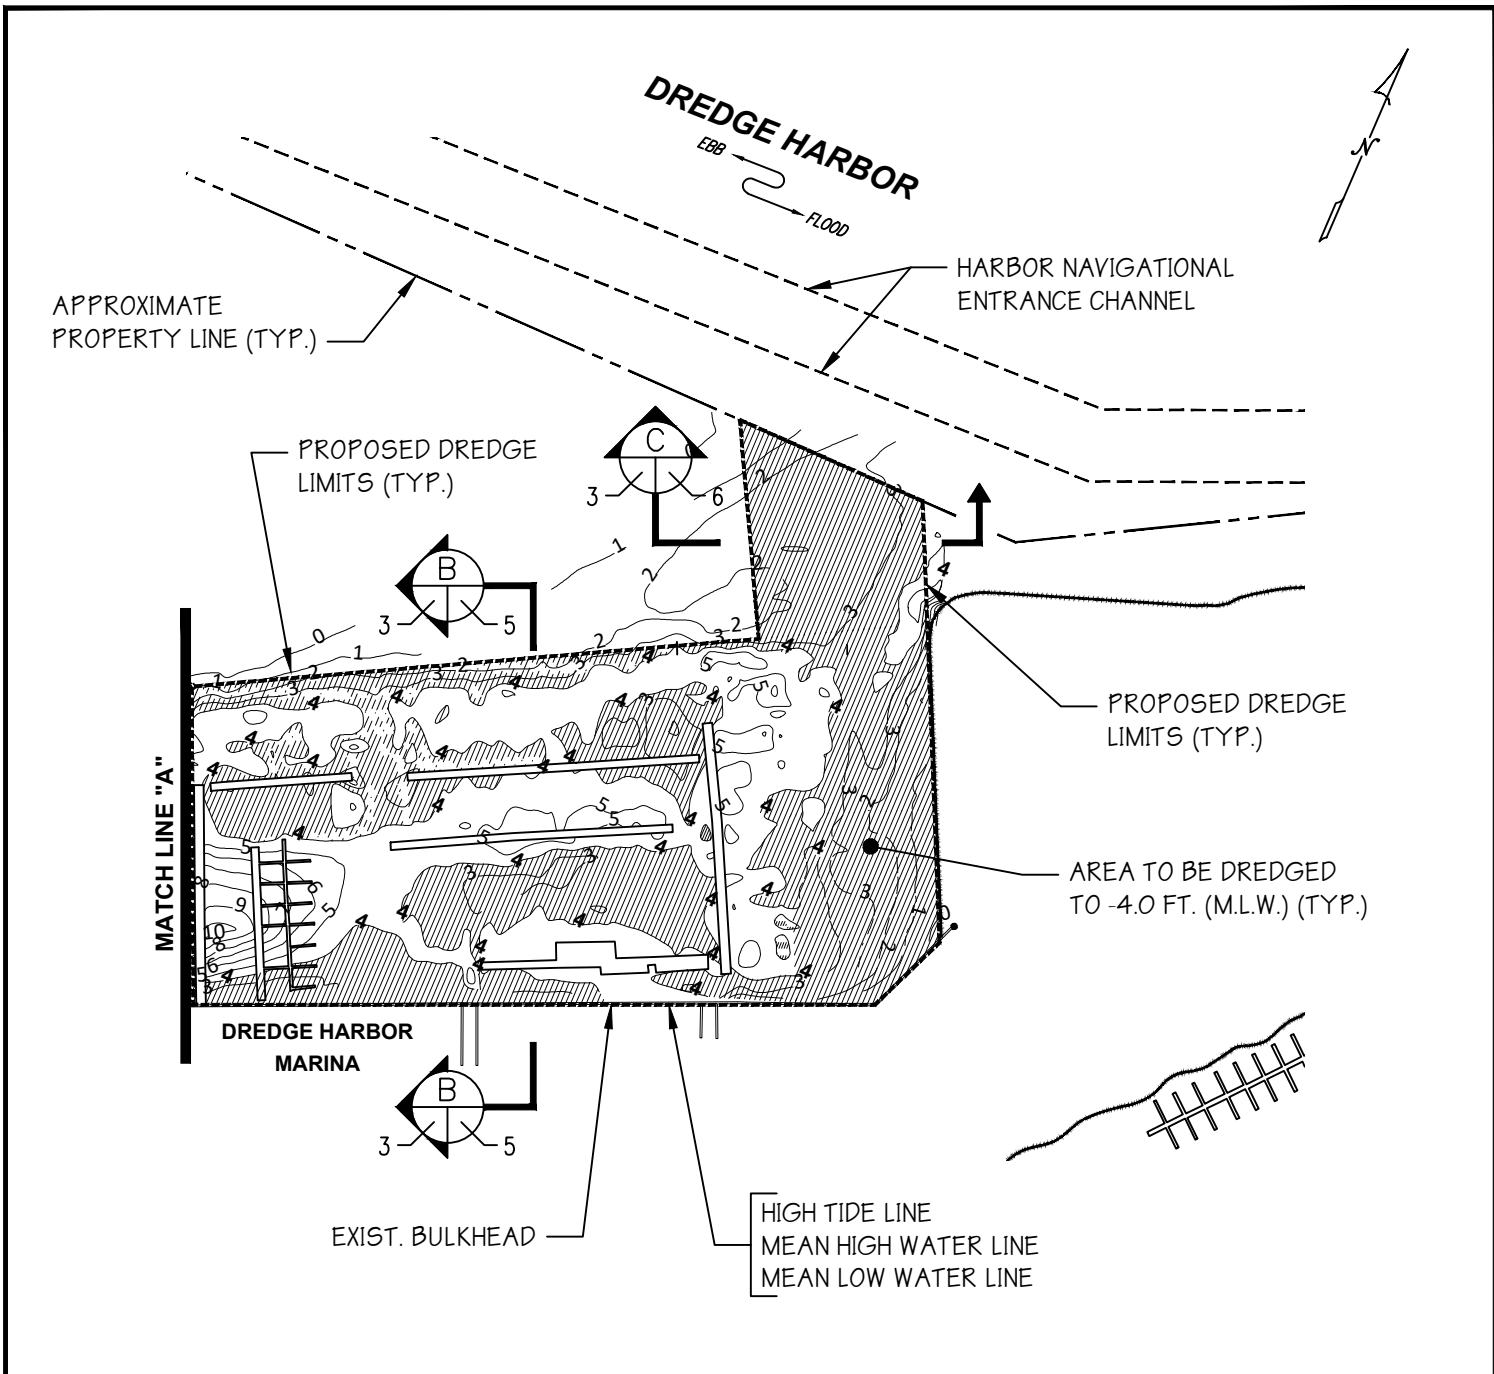 DREDGE HARBOR
EBB
FLOOD
N
HARBOR NAVIGATIONAL
ENTRANCE CHANNEL
APPROXIMATE
PROPERTY LINE (TYP.)
PROPOSED DREDGE
LIMITS (TYP.)
C
3
6
B
3
5
PROPOSED DREDGE
LIMITS (TYP.)
MATCH LINE "A"
AREA TO BE DREDGED
TO -4.0 FT. (M.L.W.) (TYP.)
DREDGE HARBOR
MARINA
B
3
5
EXIST. BULKHEAD
HIGH TIDE LINE
MEAN HIGH WATER LINE
MEAN LOW WATER LINE